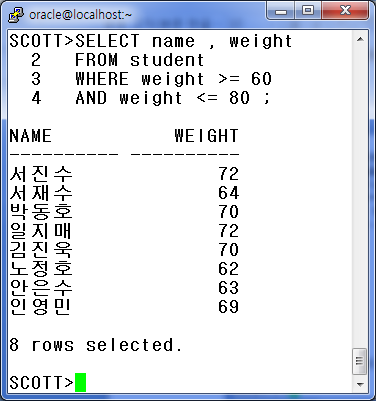 oracle@localhost:~
SCOTT>SELECT name , weight
2 FROM student
3 WHERE weight >= 60
4 AND weight <= 80 ;
NAME WEIGHT
---------- ----------
서진수 72
서재수 64
박동호 70
일지매 72
김진욱 70
노정호 62
안은수 63
인영민 69
8 rows selected.
SCOTT>